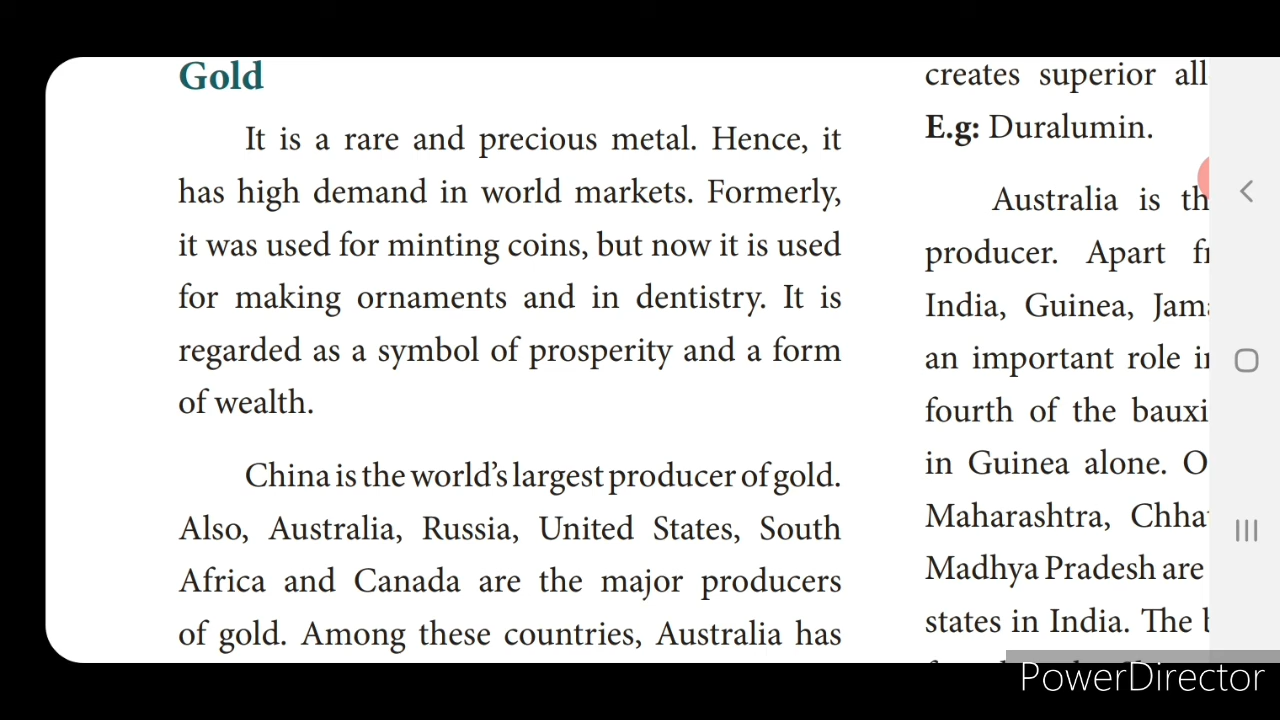 Gold
It is a rare and precious metal. Hence, it
has high demand in world markets. Formerly,
it was used for minting coins, but now it is used
for making ornaments and in dentistry. It is
regarded as a symbol of prosperity and a form
of wealth.
China is the world's largest producer of gold.
Also, Australia, Russia, United States, South
Africa and Canada are the major producers
of gold. Among these countries, Australia has
creates superior
E.g: Duralumin.
Australia is
producer. Apart
India, Guinea,
an important role
fourth of the
in Guinea alone.
Maharashtra,
Madhya Pradesh are
states in India. The
PowerDirector